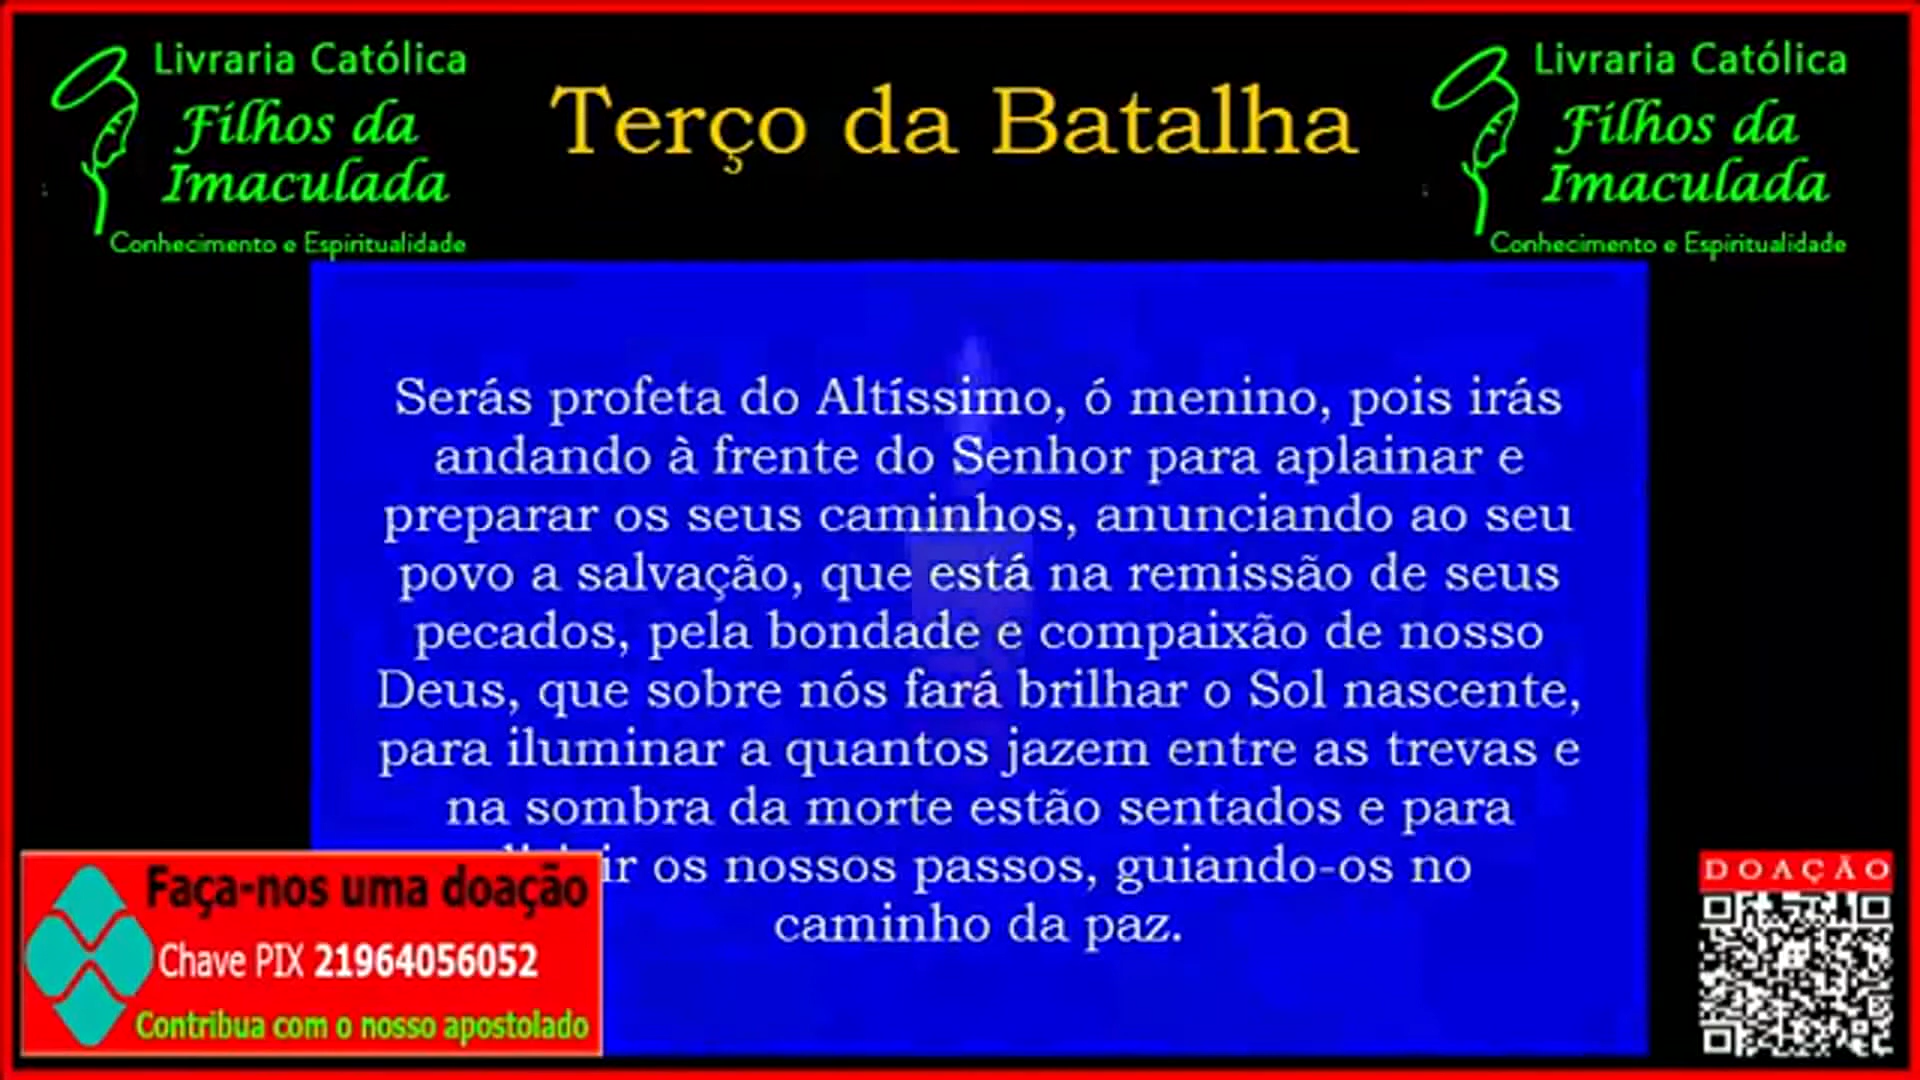 Livraria Católica
Filhos da
Imaculada
Conhecimento e Espiritualidade
Terço da Batalha
Livraria Católica
Filhos da
Imaculada
Conhecimento e Espiritualidade
Serás profeta do Altíssimo, ó menino, pois irás
andando à frente do Senhor para aplainar e
preparar os seus caminhos, anunciando ao seu
povo a salvação, que está na remissão de seus
pecados, pela bondade e compaixão de nosso
Deus, que sobre nós fará brilhar o Sol nascente,
para iluminar a quantos jazem entre as trevas e
na sombra da morte estão sentados e para
os nossos passos, guiando-os no
caminho da paz.
Faça-nos uma doação
Chave PIX 21964056052
Contribua com o nosso apostolado
DOAÇÃO